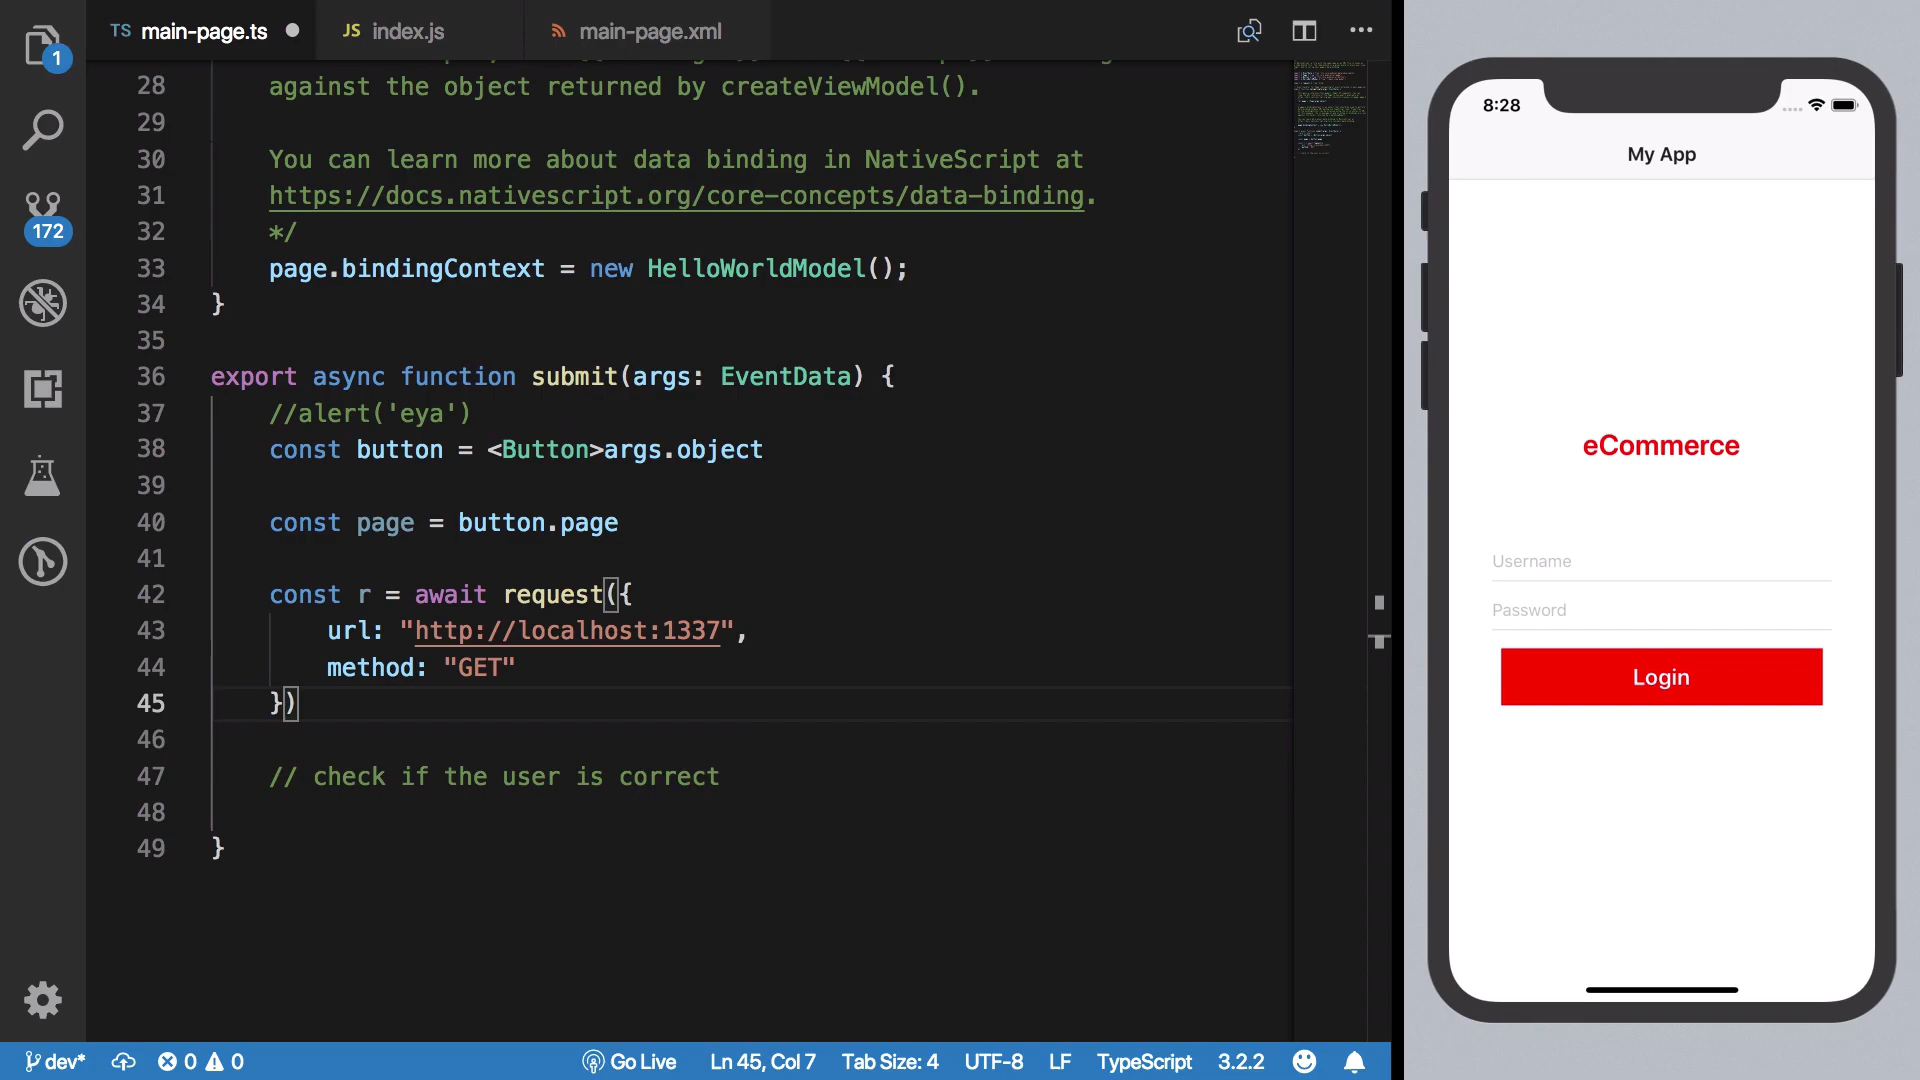 TS main-page.ts
JS index.js
main-page.xml
1
172
28 against the object returned by createViewModel().
29
30 You can learn more about data binding in NativeScript at
31 https://docs.nativescript.org/core-concepts/data-binding.
32 */
33 page.bindingContext = new HelloWorldModel();
34 }
35
36 export async function submit(args: EventData) {
37 //alert('eya')
38 const button = <Button>args.object
39
40 const page = button.page
41
42 const r = await request({
43 url: "http://localhost:1337",
44 method: "GET"
45 })
46
47 // check if the user is correct
48
49 }
dev*
0 0
Go Live
Ln 45, Col 7
Tab Size: 4
UTF-8
LF
TypeScript
3.2.2
8:28
My App
eCommerce
Username
Password
Login